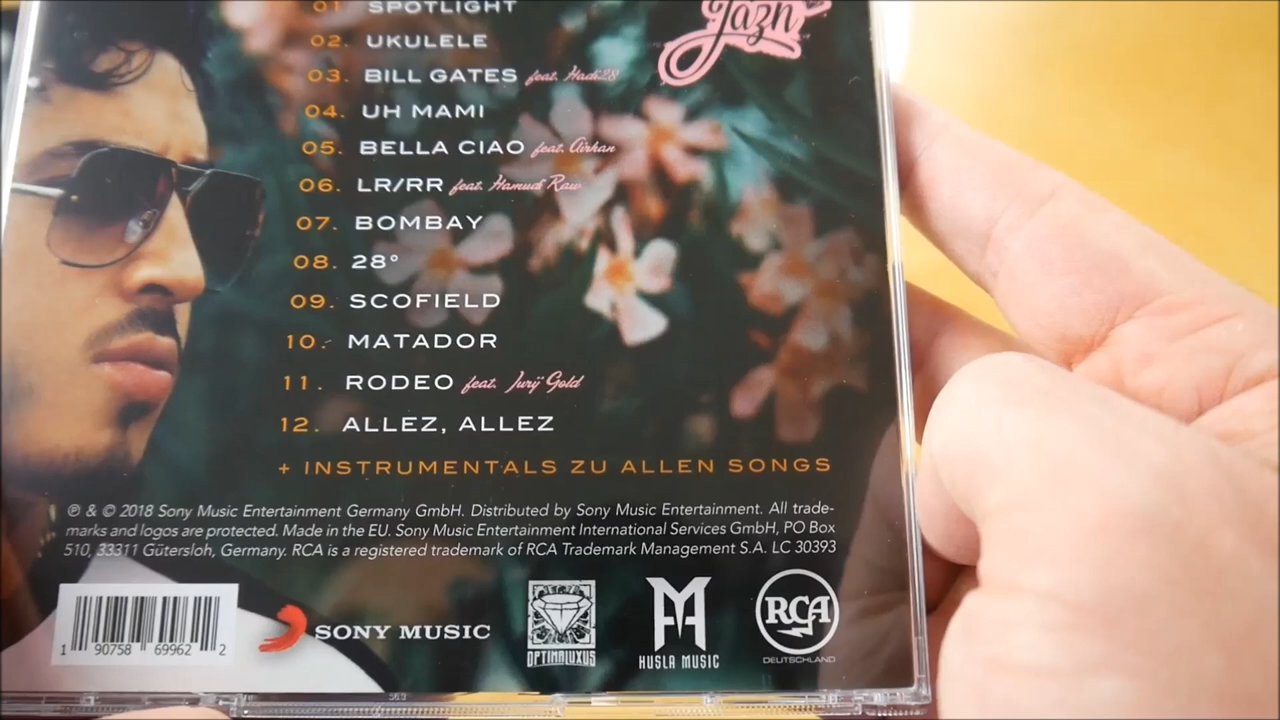 01. SPOTLIGHT
Jazn
02. UKULELE
03. BILL GATES feat. Hadi28
04. UH MAMI
05. BELLA CIAO feat. Airhan
06. LR/RR feat. Hamudi Raw
07. BOMBAY
08. 28°
09. SCOFIELD
10. MATADOR
11. RODEO feat. Jurij Gold
12. ALLEZ, ALLEZ
+ INSTRUMENTALS ZU ALLEN SONGS
℗ & © 2018 Sony Music Entertainment Germany GmbH. Distributed by Sony Music Entertainment. All trade-
marks and logos are protected. Made in the EU. Sony Music Entertainment International Services GmbH, PO Box
510, 33311 Gütersloh, Germany. RCA is a registered trademark of RCA Trademark Management S.A. LC 30393
1 90758 69962 2
SONY MUSIC
OPTIMALUXUS
HUSLA MUSIC
RCA
DEUTSCHLAND